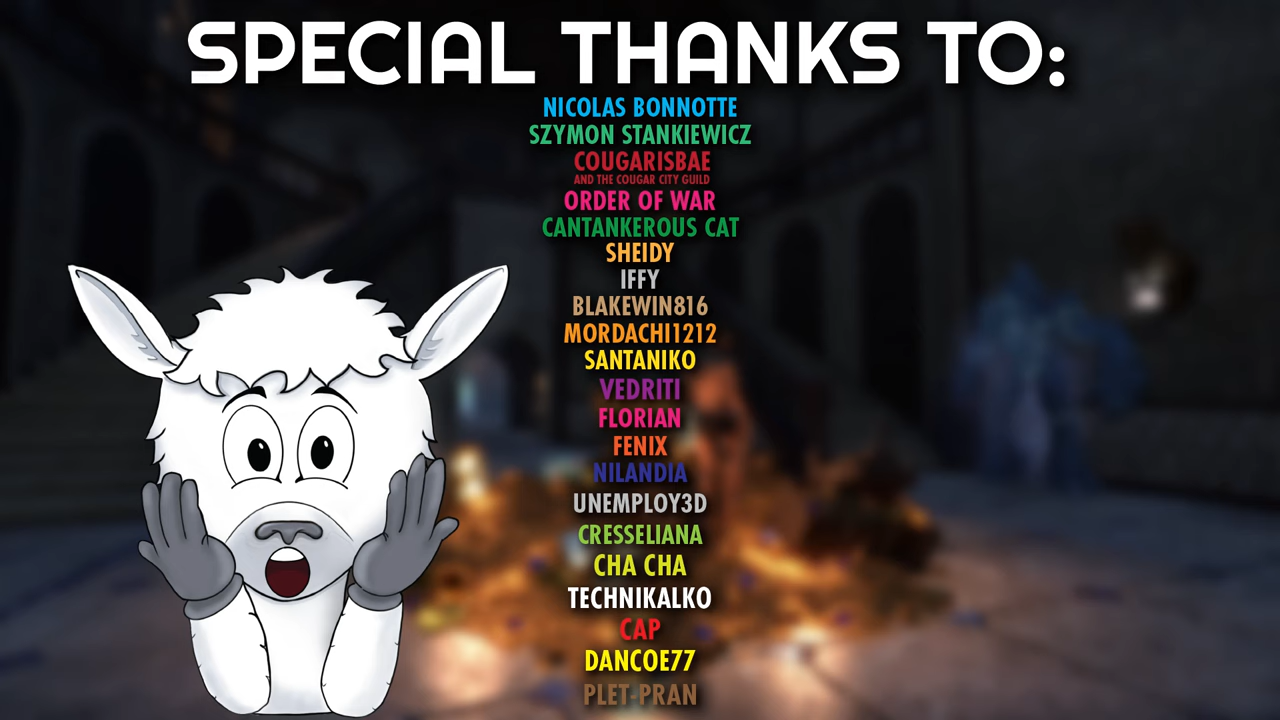 SPECIAL THANKS TO:
NICOLAS BONNOTTE
SZYMON STANKIEWICZ
COUGARISBAE
AND THE COUGAR CITY GUILD
ORDER OF WAR
CANTANKEROUS CAT
SHEIDY
IFFY
BLAKEWIN816
MORDACHI1212
SANTANIKO
VEDRITI
FLORIAN
FENIX
NILANDIA
UNEMPLOY3D
CRESSELIANA
CHA CHA
TECHNIKALKO
CAP
DANCOE77
PLET-PRAN